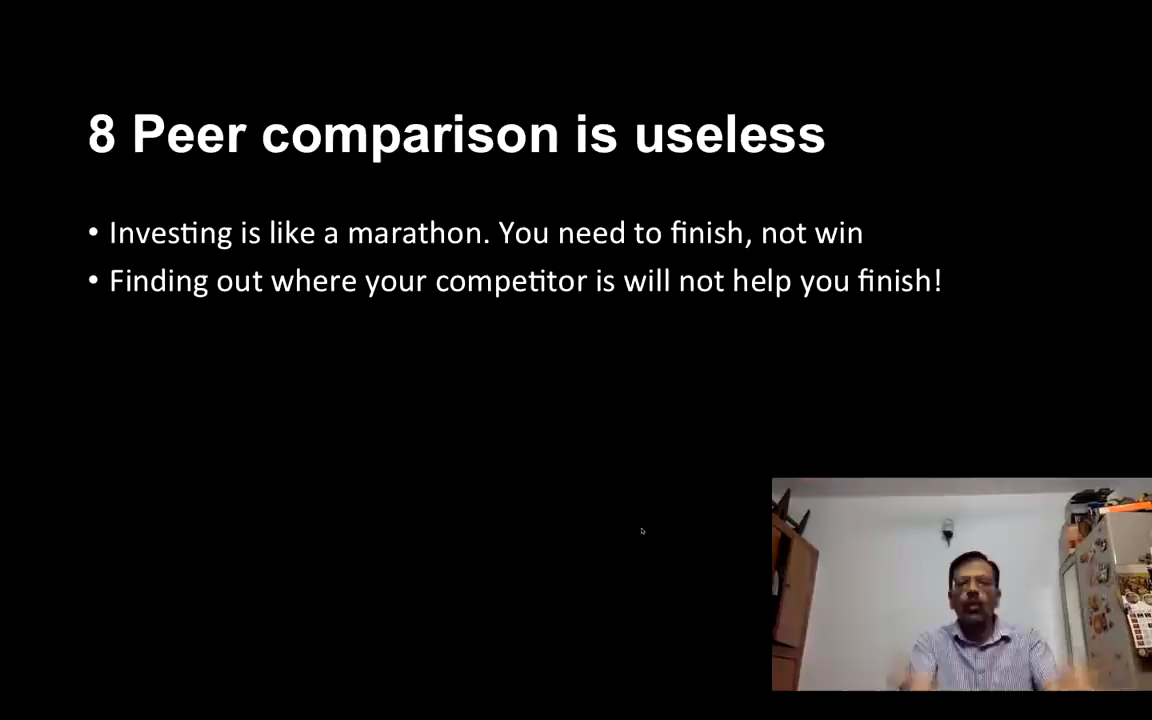 8 Peer comparison is useless
• Investing is like a marathon. You need to finish, not win
• Finding out where your competitor is will not help you finish!